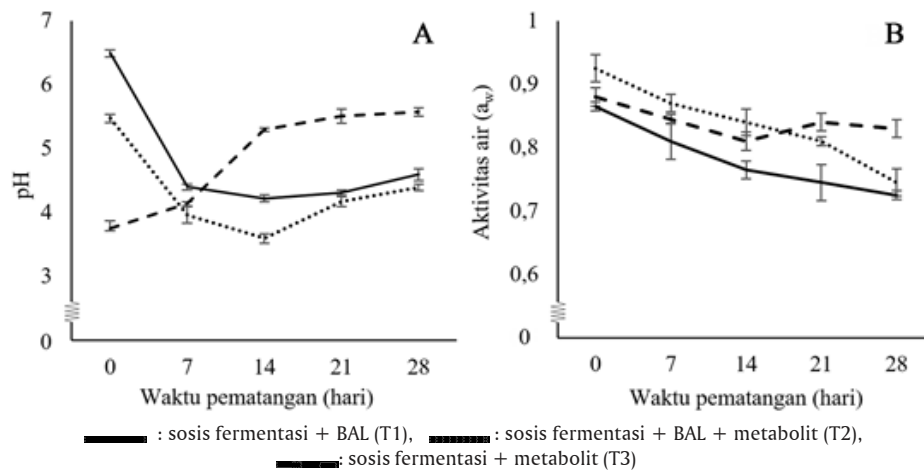 A
pH
7
6
5
4
3
0
0 7 14 21 28
Waktu pematangan (hari)
B
Aktivitas air (aw)
1
0,9
0,8
0,7
0,6
0
0 7 14 21 28
Waktu pematangan (hari)
: sosis fermentasi + BAL (T1), : sosis fermentasi + BAL + metabolit (T2),
: sosis fermentasi + metabolit (T3)